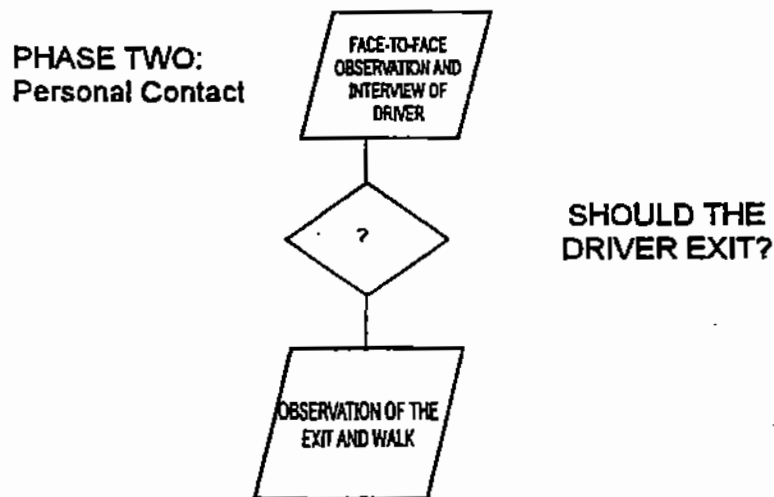 PHASE TWO:
Personal Contact
FACE-TO-FACE
OBSERVATION AND
INTERVIEW OF
DRIVER
?
SHOULD THE
DRIVER EXIT?
OBSERVATION OF THE
EXIT AND WALK